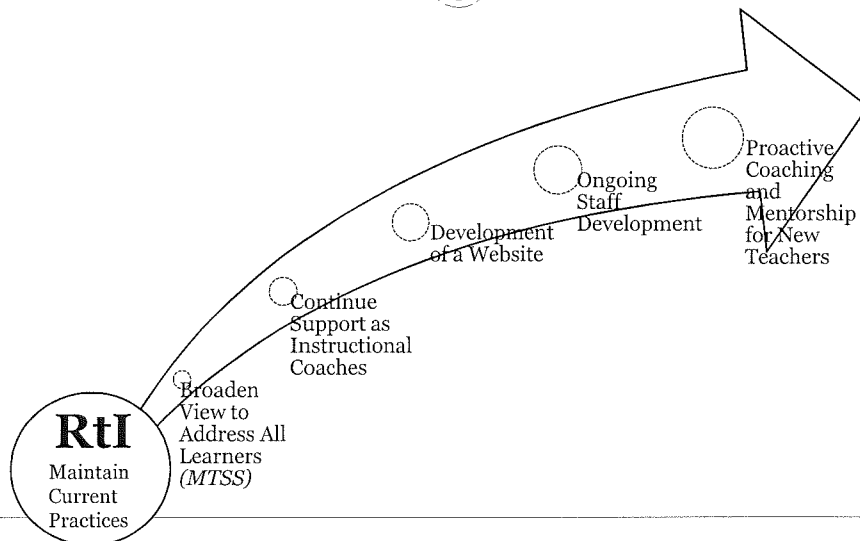 RtI
Maintain
Current
Practices
Broaden
View to
Address All
Learners
(MTSS)
Continue
Support as
Instructional
Coaches
Development
of a Website
Ongoing
Staff
Development
Proactive
Coaching
and
Mentorship
for New
Teachers